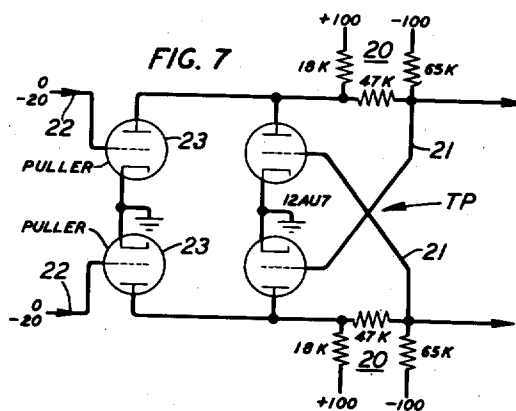 FIG. 7
+100
-100
18K
20
65K
47K
0
-20
22
23
21
PULLER
12AU7
TP
PULLER
23
21
0
-20
22
47K
18K
20
65K
+100
-100